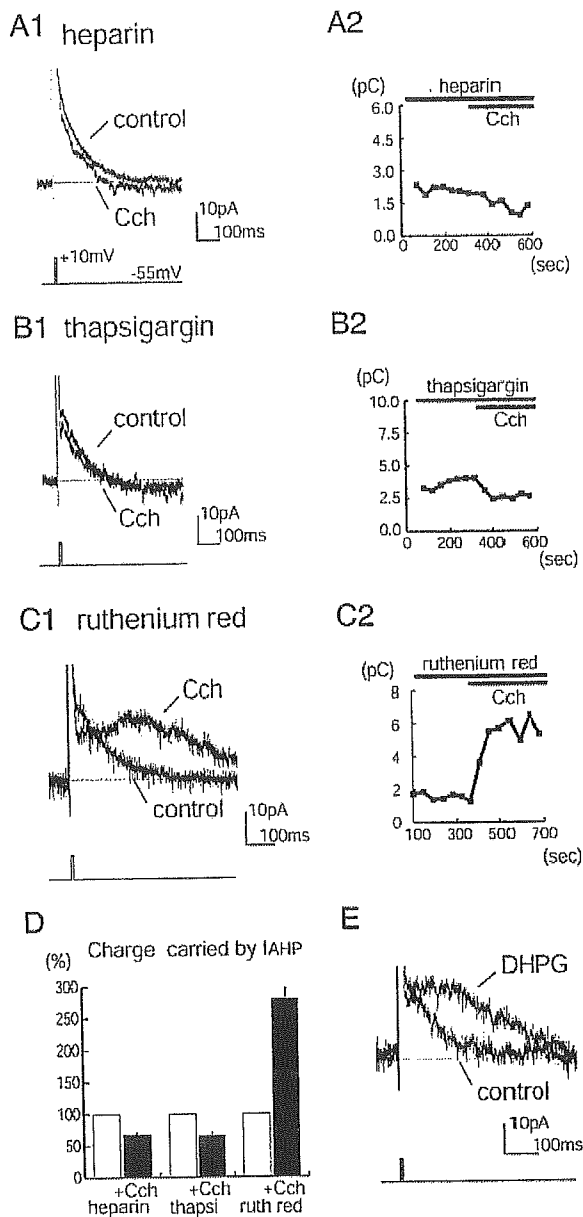 A1 heparin
control
Cch
10pA
100ms
+10mV
-55mV
A2
(pC)
heparin
Cch
6.0
4.5
3.0
1.5
0.0
0 200 400 600
(sec)
B1 thapsigargin
control
Cch
10pA
100ms
B2
(pC)
thapsigargin
Cch
10.0
7.5
5.0
2.5
0.0
0 200 400 600
(sec)
C1 ruthenium red
Cch
control
10pA
100ms
C2
(pC)
ruthenium red
Cch
8
6
4
2
0
100 300 500 700
(sec)
D
(%) Charge carried by IAHP
300
250
200
150
100
50
0
+Cch +Cch +Cch
heparin thapsi ruth red
E
DHPG
control
10pA
100ms